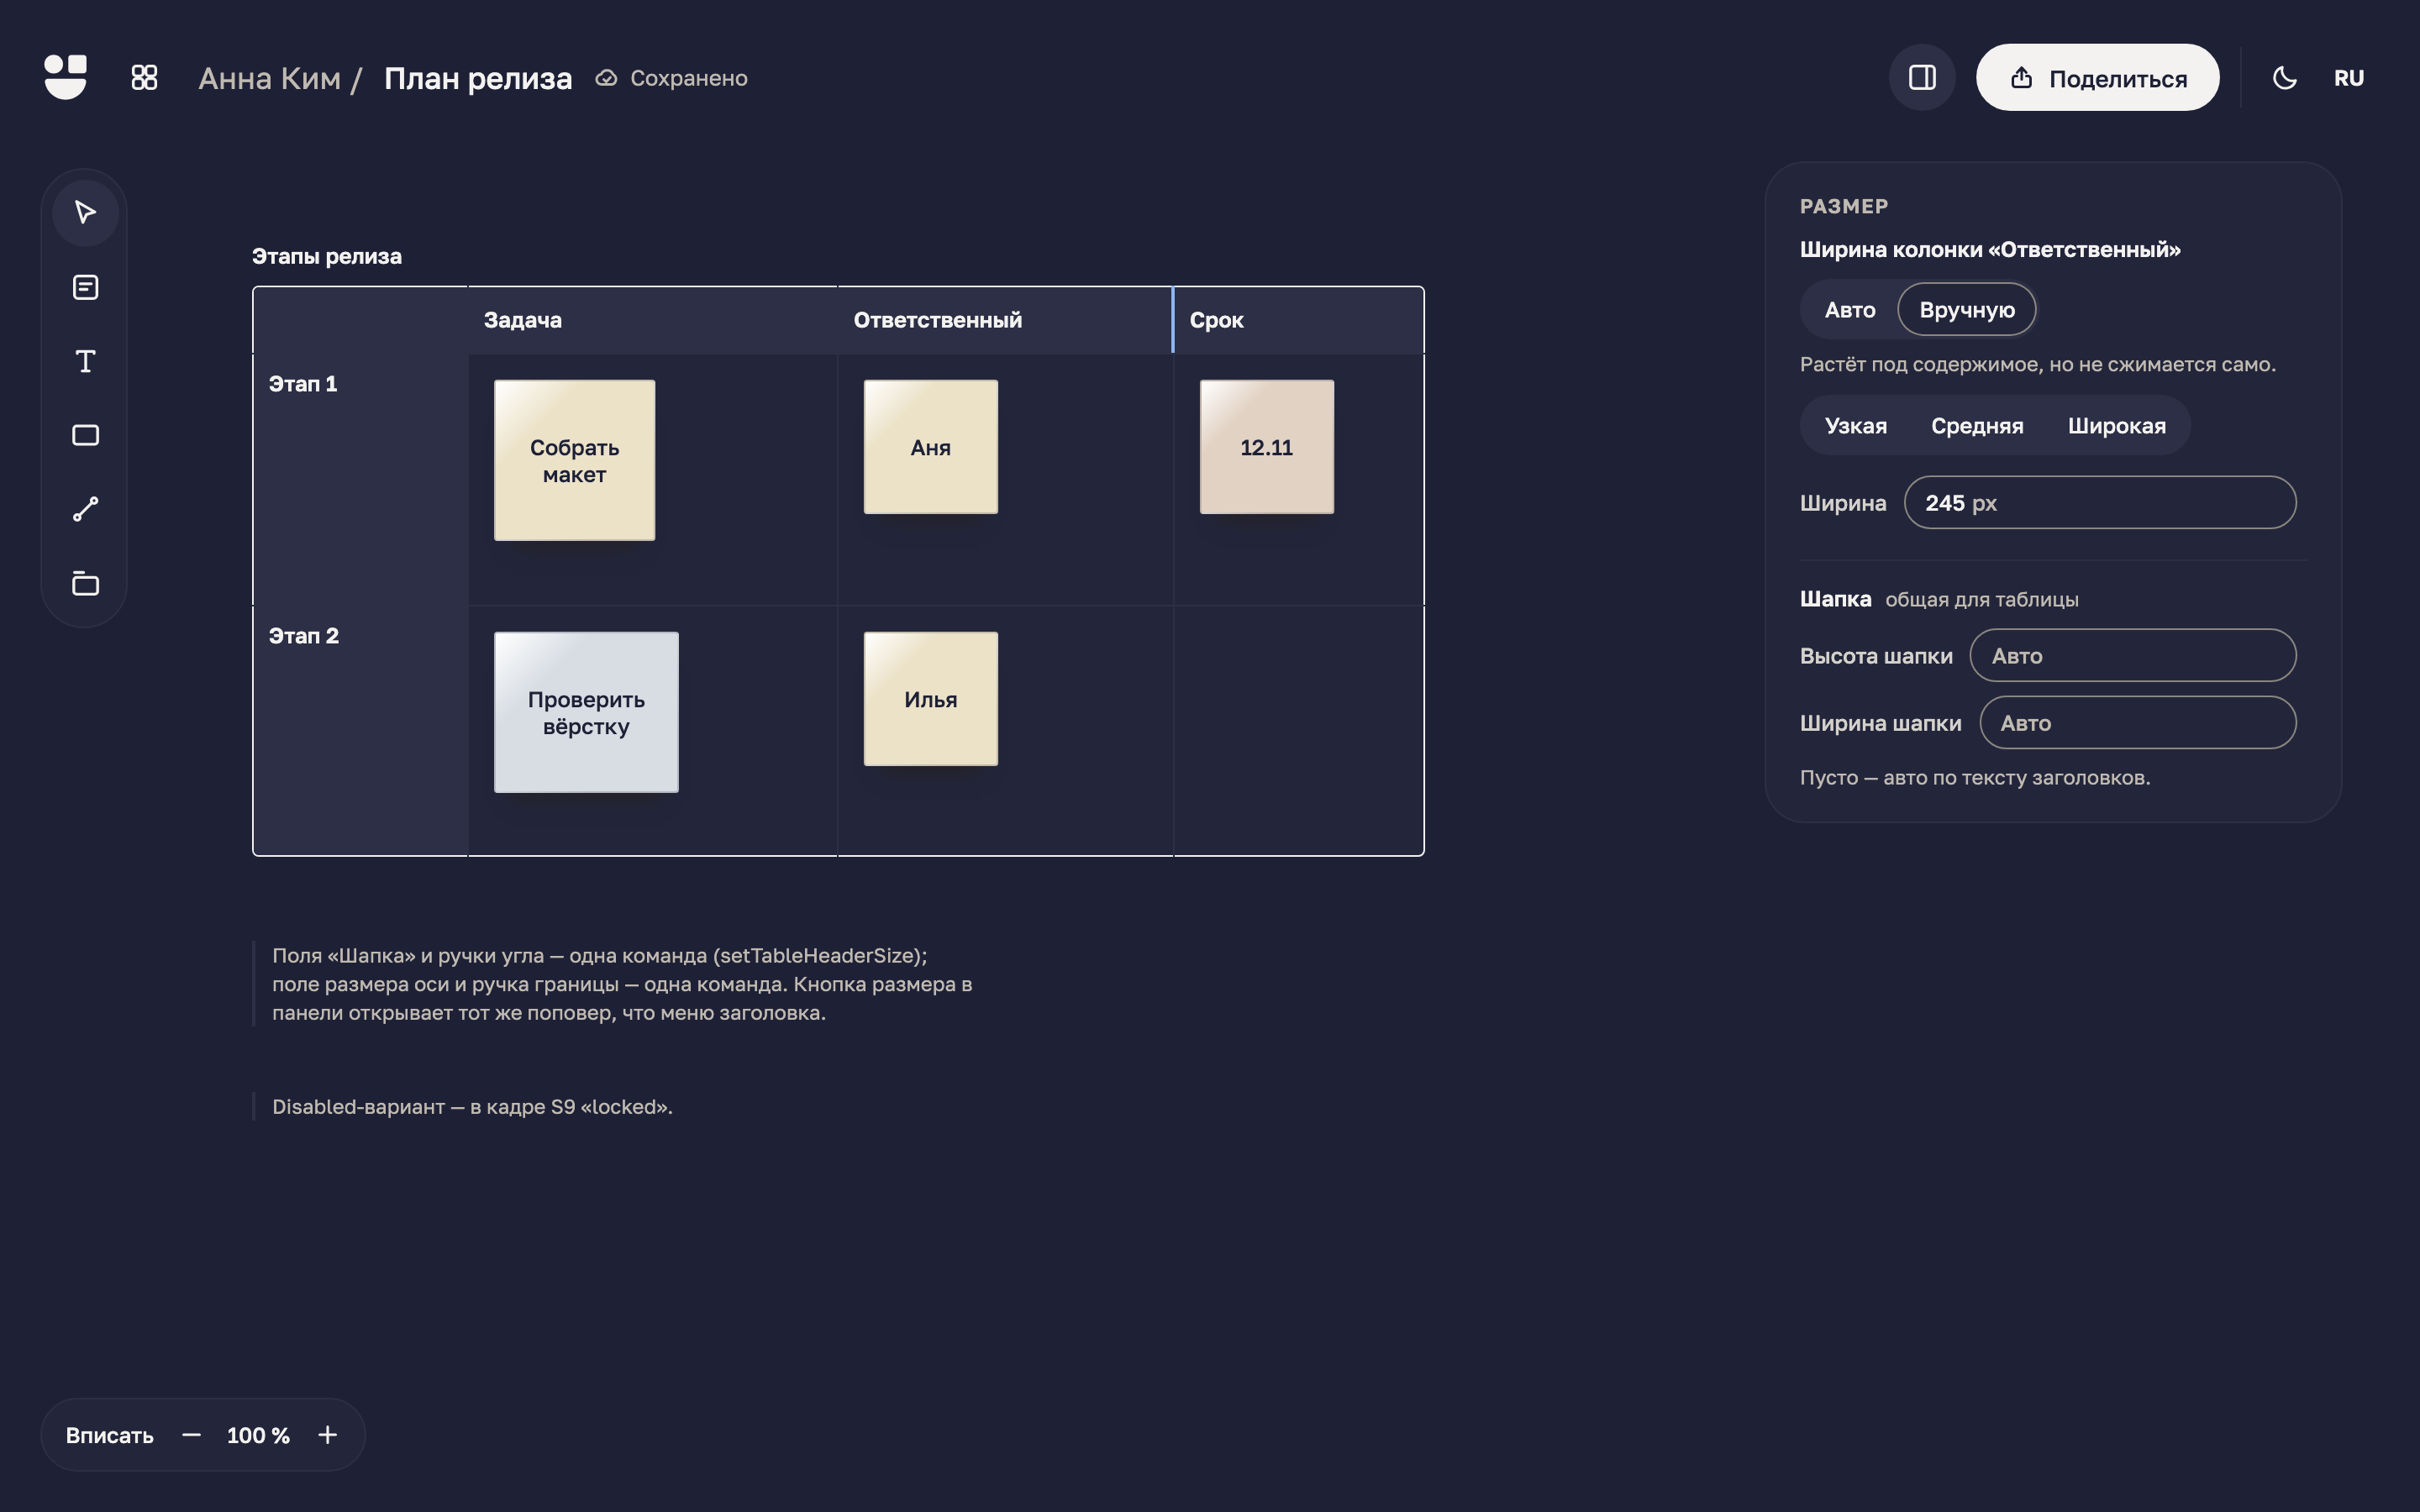 Анна Ким / План релиза Сохранено
Поделиться
RU
Этапы релиза
Задача Ответственный Срок
Этап 1
Собрать
макет
Аня
12.11
Этап 2
Проверить
вёрстку
Илья
РАЗМЕР
Ширина колонки «Ответственный»
Авто Вручную
Растёт под содержимое, но не сжимается само.
Узкая Средняя Широкая
Ширина 245 px
Шапка общая для таблицы
Высота шапки Авто
Ширина шапки Авто
Пусто — авто по тексту заголовков.
Поля «Шапка» и ручки угла — одна команда (setTableHeaderSize);
поле размера оси и ручка границы — одна команда. Кнопка размера в
панели открывает тот же поповер, что меню заголовка.
Disabled-вариант — в кадре S9 «locked».
Вписать — 100 % +